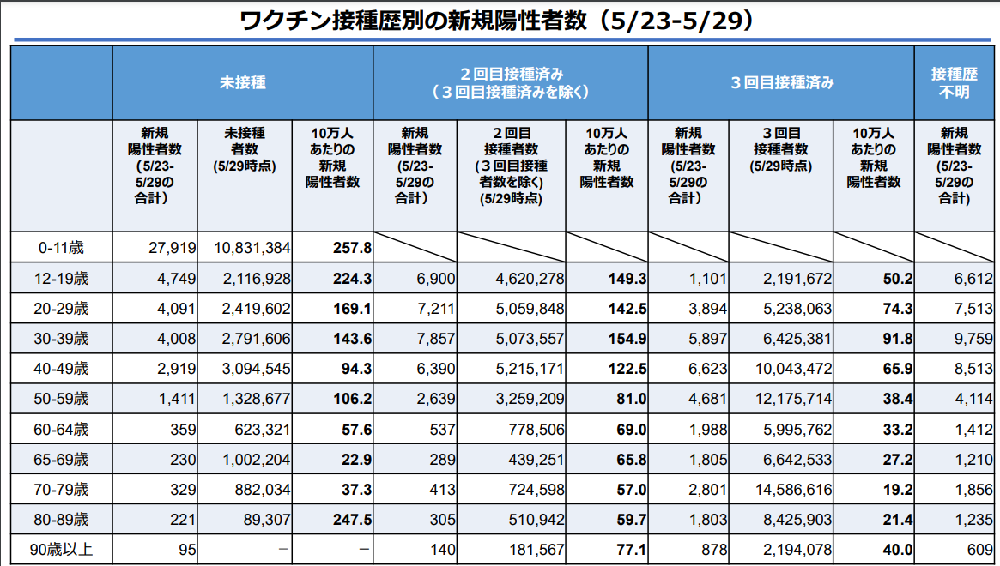 ワクチン接種歴別の新規陽性者数（5/23-5/29）
未接種
２回目接種済み
（３回目接種済みを除く）
３回目接種済み
接種歴
不明
新規
陽性者数
（5/23-
5/29の
合計）
未接種
者数
(5/29時点)
10万人
あたりの
新規
陽性者数
新規
陽性者数
(5/23-
5/29の
合計）
２回目
接種者数
(３回目接種
者数を除く)
(5/29時点)
10万人
あたりの
新規
陽性者数
新規
陽性者数
(5/23-
5/29の
合計）
３回目
接種者数
(5/29時点)
10万人
あたりの
新規
陽性者数
新規
陽性者数
(5/23-
5/29の
合計)
0-11歳 27,919 10,831,384 257.8
12-19歳 4,749 2,116,928 224.3 6,900 4,620,278 149.3 1,101 2,191,672 50.2 6,612
20-29歳 4,091 2,419,602 169.1 7,211 5,059,848 142.5 3,894 5,238,063 74.3 7,513
30-39歳 4,008 2,791,606 143.6 7,857 5,073,557 154.9 5,897 6,425,381 91.8 9,759
40-49歳 2,919 3,094,545 94.3 6,390 5,215,171 122.5 6,623 10,043,472 65.9 8,513
50-59歳 1,411 1,328,677 106.2 2,639 3,259,209 81.0 4,681 12,175,714 38.4 4,114
60-64歳 359 623,321 57.6 537 778,506 69.0 1,988 5,995,762 33.2 1,412
65-69歳 230 1,002,204 22.9 289 439,251 65.8 1,805 6,642,533 27.2 1,210
70-79歳 329 882,034 37.3 413 724,598 57.0 2,801 14,586,616 19.2 1,856
80-89歳 221 89,307 247.5 305 510,942 59.7 1,803 8,425,903 21.4 1,235
90歳以上 95 － － 140 181,567 77.1 878 2,194,078 40.0 609